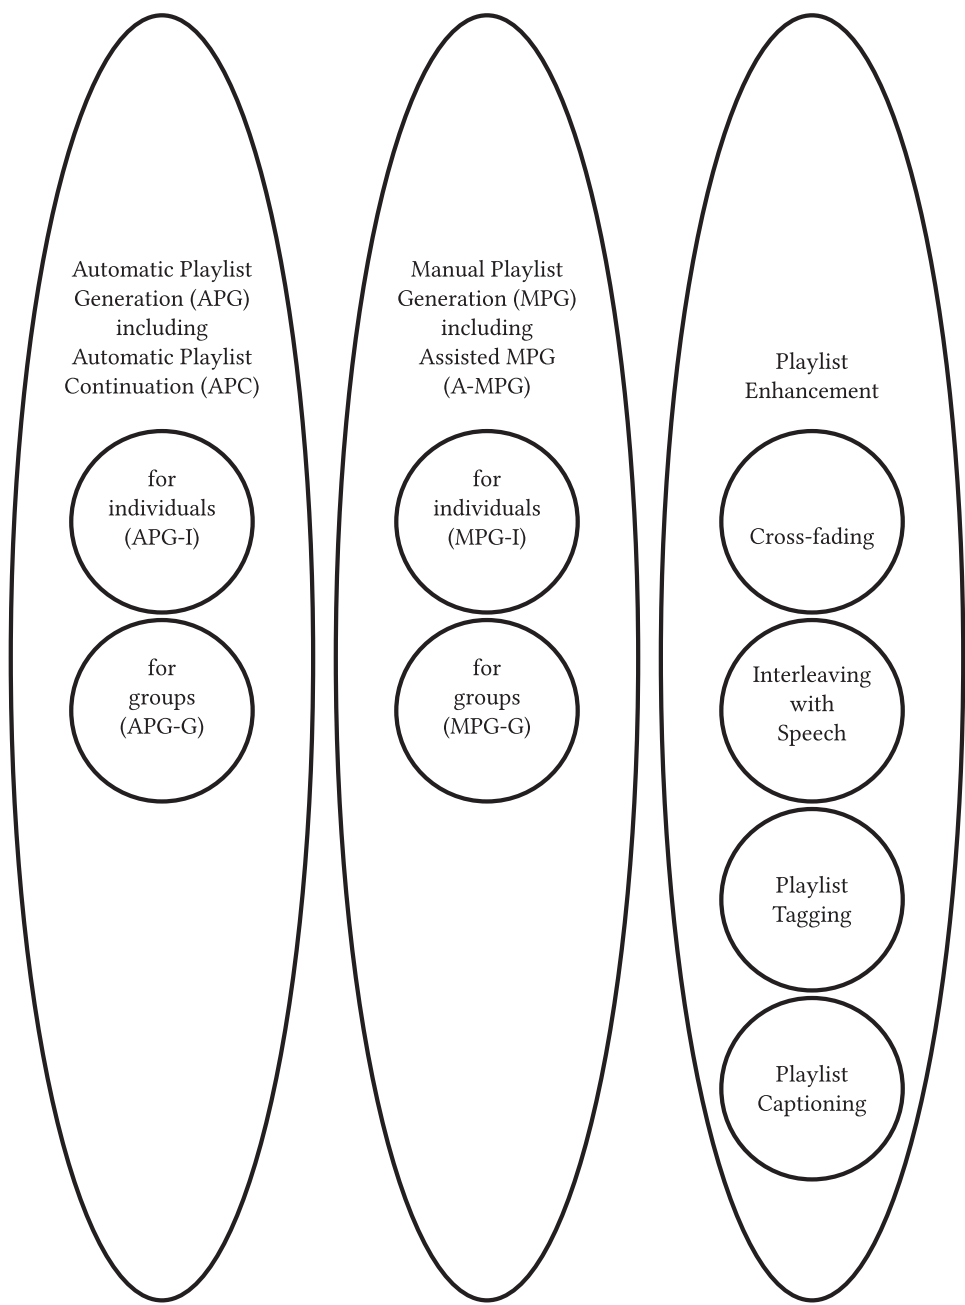 Automatic Playlist
Generation (APG)
including
Automatic Playlist
Continuation (APC)
for
individuals
(APG-I)
for
groups
(APG-G)
Manual Playlist
Generation (MPG)
including
Assisted MPG
(A-MPG)
for
individuals
(MPG-I)
for
groups
(MPG-G)
Playlist
Enhancement
Cross-fading
Interleaving
with
Speech
Playlist
Tagging
Playlist
Captioning